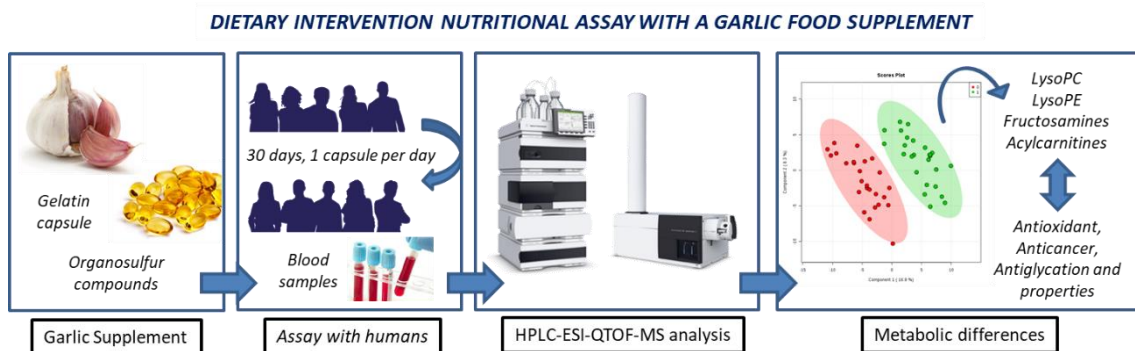 DIETARY INTERVENTION NUTRITIONAL ASSAY WITH A GARLIC FOOD SUPPLEMENT
Gelatin
capsule
Organosulfur
compounds
Garlic Supplement
30 days, 1 capsule per day
Blood
samples
Assay with humans
HPLC-ESI-QTOF-MS analysis
Scores Plot
LysoPC
LysoPE
Fructosamines
Acylcarnitines
Antioxidant,
Anticancer,
Antiglycation and
properties
Metabolic differences